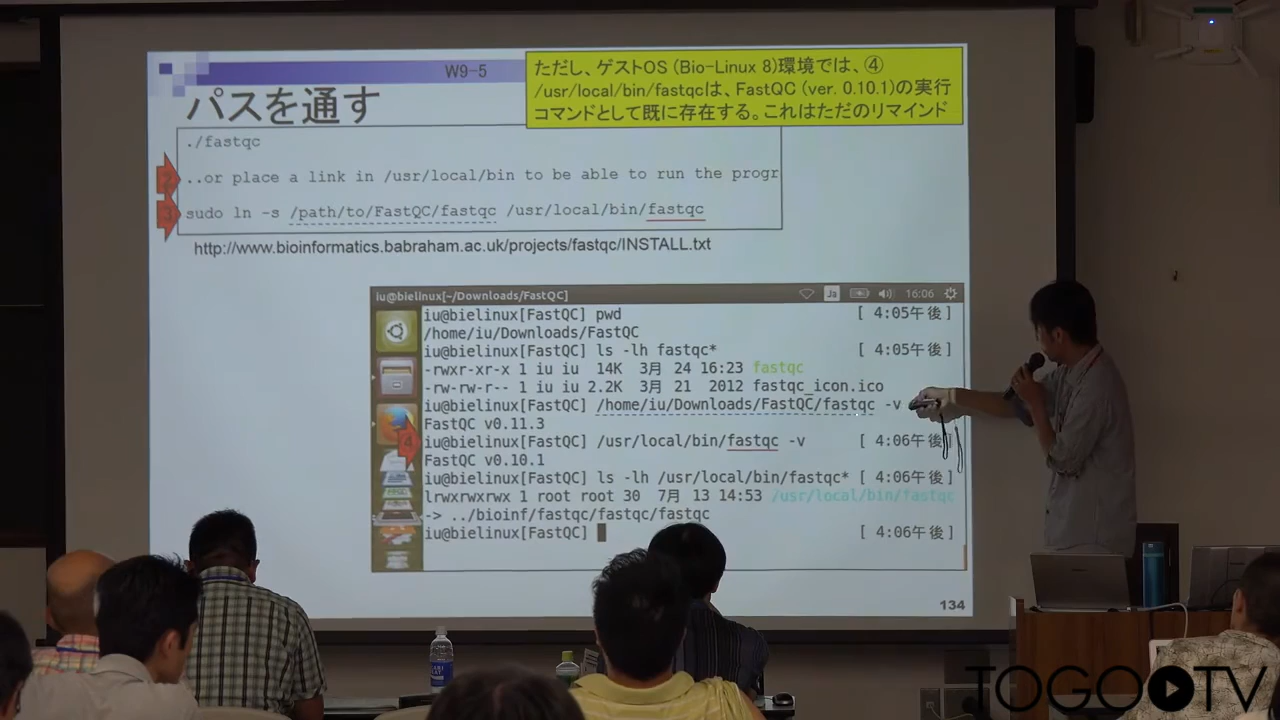 W9-5
パスを通す
ただし、ゲストOS (Bio-Linux 8)環境では、④
/usr/local/bin/fastqcは、FastQC (ver. 0.10.1)の実行
コマンドとして既に存在する。これはただのリマインド
./fastqc
2
..or place a link in /usr/local/bin to be able to run the progr
3
sudo ln -s /path/to/FastQC/fastqc /usr/local/bin/fastqc
http://www.bioinformatics.babraham.ac.uk/projects/fastqc/INSTALL.txt
iu@bielinux[~/Downloads/FastQC]
Ja
16:06
iu@bielinux[FastQC] pwd [ 4:05午後]
/home/iu/Downloads/FastQC
iu@bielinux[FastQC] ls -lh fastqc* [ 4:05午後]
-rwxr-xr-x 1 iu iu 14K 3月 24 16:23 fastqc
-rw-rw-r-- 1 iu iu 2.2K 3月 21 2012 fastqc_icon.ico
iu@bielinux[FastQC] /home/iu/Downloads/FastQC/fastqc -v
FastQC v0.11.3
4
iu@bielinux[FastQC] /usr/local/bin/fastqc -v [ 4:06午後]
FastQC v0.10.1
iu@bielinux[FastQC] ls -lh /usr/local/bin/fastqc* [ 4:06午後]
lrwxrwxrwx 1 root root 30 7月 13 14:53 /usr/local/bin/fastqc
-> ../bioinf/fastqc/fastqc/fastqc
iu@bielinux[FastQC] [ 4:06午後]
134
TOGOTV